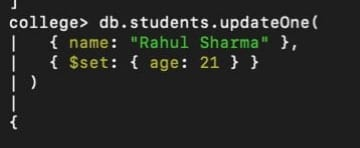 ]
college> db.students.updateOne(
|   { name: "Rahul Sharma" },
|   { $set: { age: 21 } }
| )
|
{